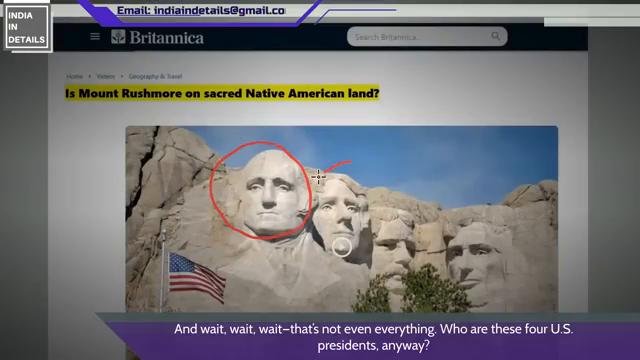 Email: indiaindetails@gmail.co
INDIA
IN
DETAILS
Britannica
Search Britannica...
Home > Videos > Geography & Travel
Is Mount Rushmore on sacred Native American land?
And wait, wait, wait—that's not even everything. Who are these four U.S.
presidents, anyway?